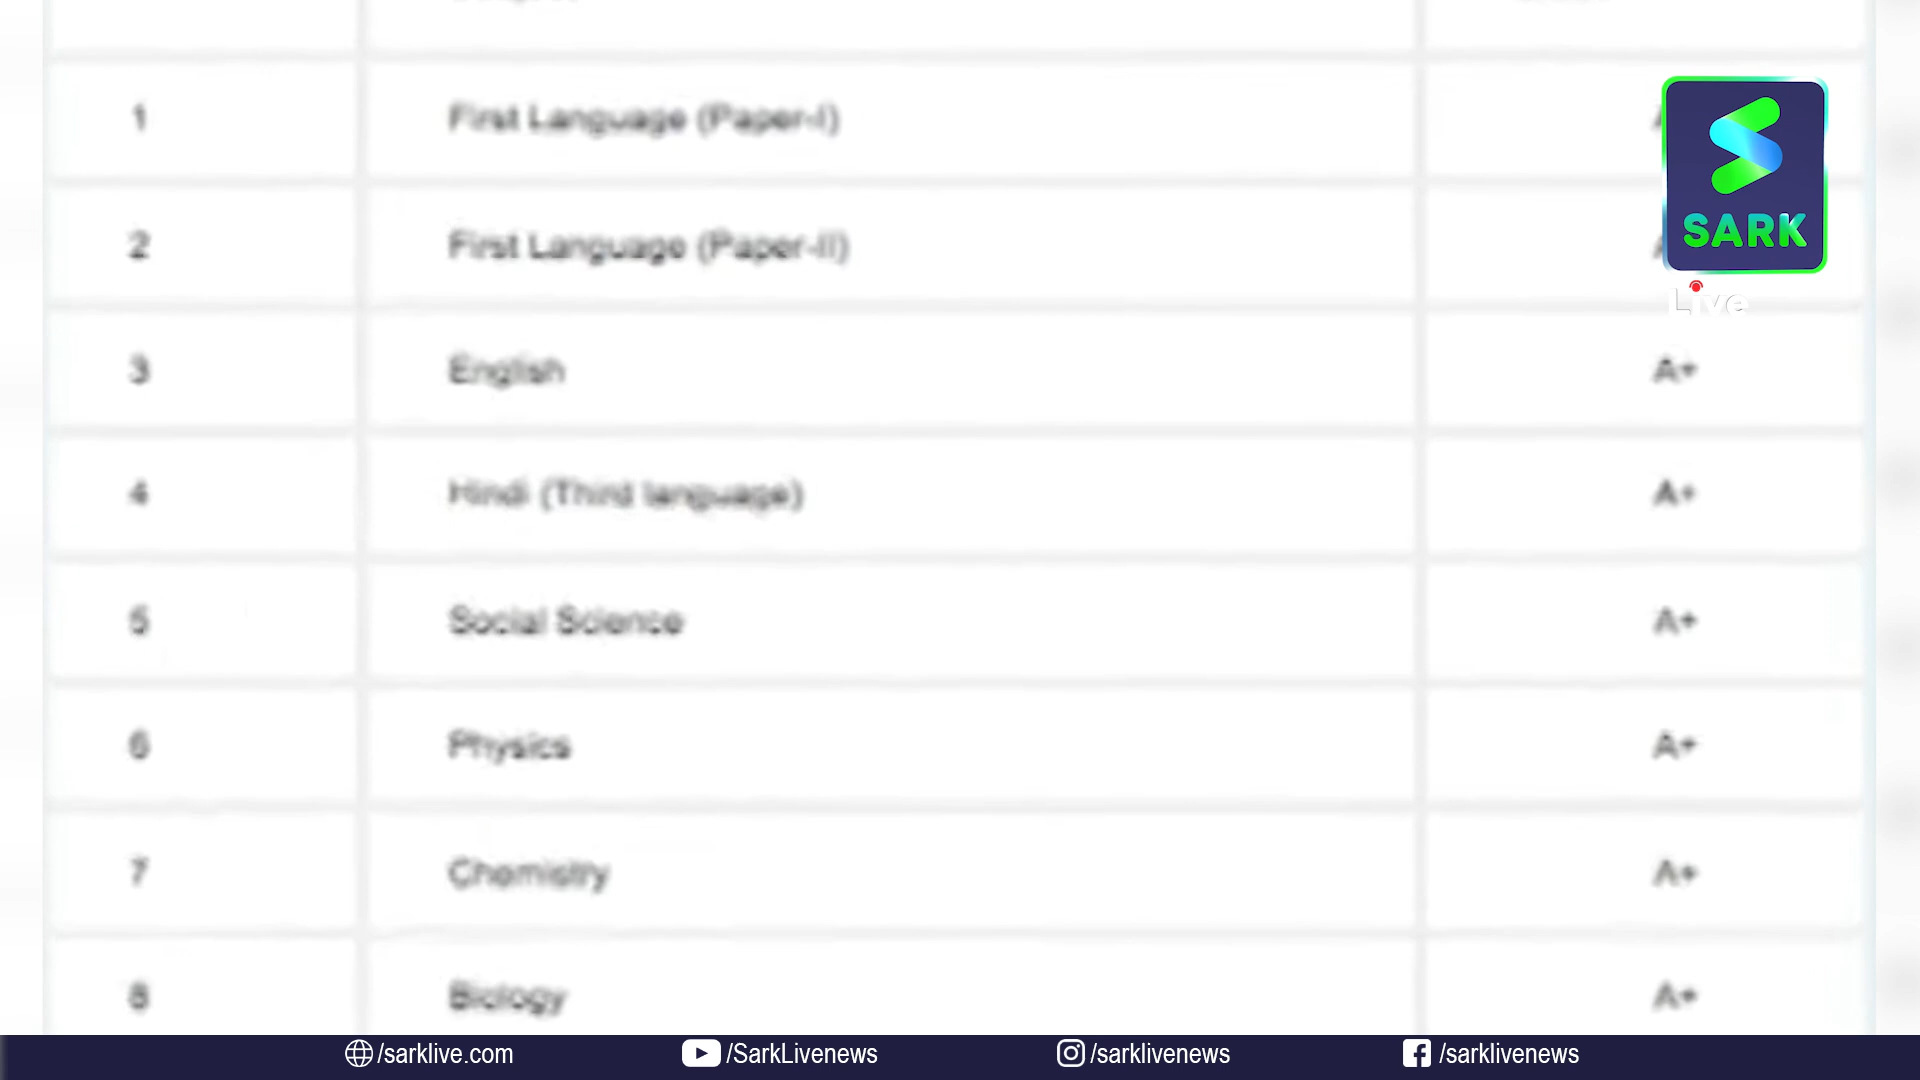 1 First Language (Paper-I)
2 First Language (Paper-II)
SARK
Live
3 English A+
4 Hindi (Third language) A+
5 Social Science A+
6 Physics A+
7 Chemistry A+
8 Biology A+
/sarklive.com /SarkLivenews /sarklivenews /sarklivenews